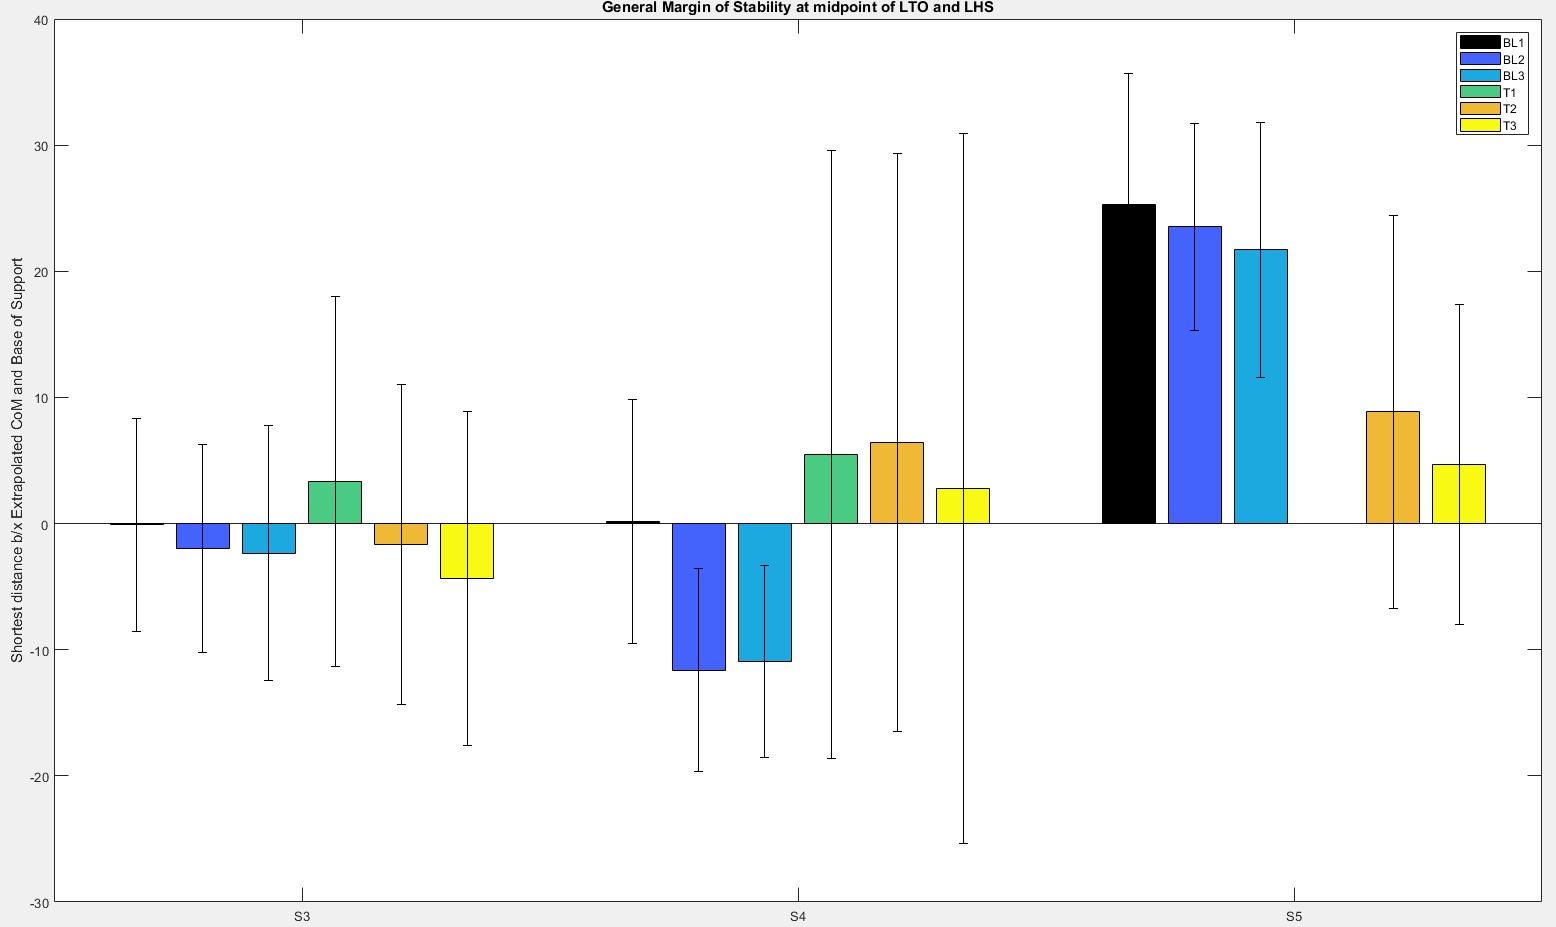 General Margin of Stability at midpoint of LTO and LHS
Shortest distance b/x Extrapolated CoM and Base of Support
40
30
20
10
0
-10
-20
-30
S3
S4
S5
BL1
BL2
BL3
T1
T2
T3